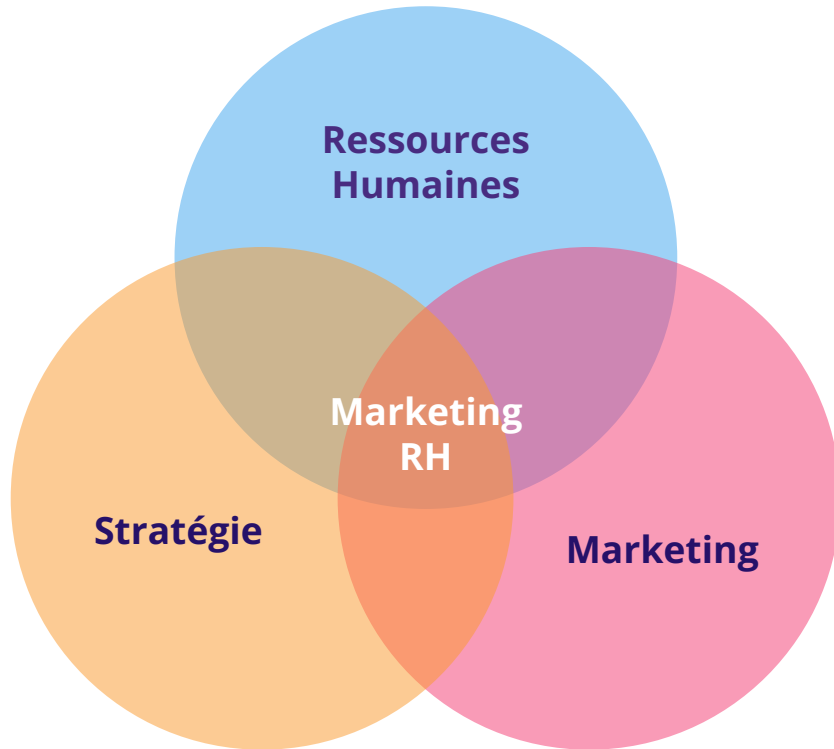 Ressources
Humaines
Marketing
RH
Stratégie
Marketing